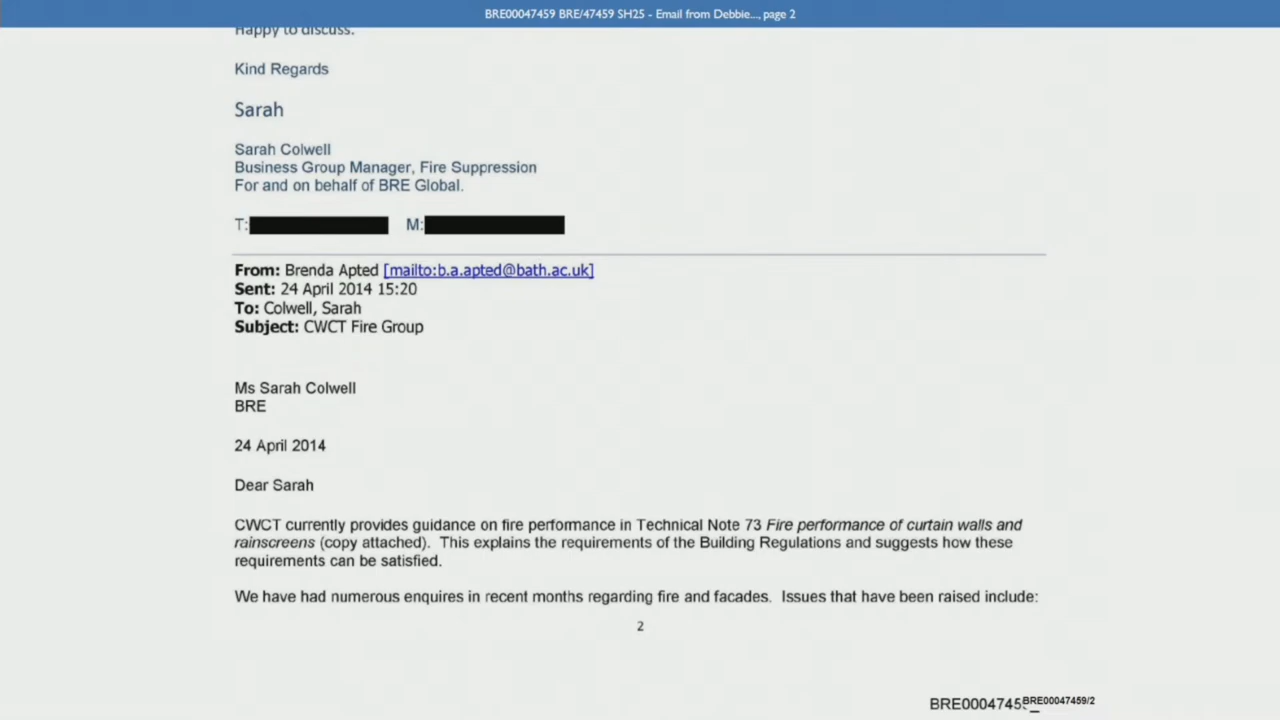 BRE00047459 BRE/47459 SH25 - Email from Debbie..., page 2
Happy to discuss.
Kind Regards
Sarah
Sarah Colwell
Business Group Manager, Fire Suppression
For and on behalf of BRE Global.
T: M:
From: Brenda Apted [mailto:b.a.apted@bath.ac.uk]
Sent: 24 April 2014 15:20
To: Colwell, Sarah
Subject: CWCT Fire Group
Ms Sarah Colwell
BRE
24 April 2014
Dear Sarah
CWCT currently provides guidance on fire performance in Technical Note 73 Fire performance of curtain walls and
rainscreens (copy attached). This explains the requirements of the Building Regulations and suggests how these
requirements can be satisfied.
We have had numerous enquires in recent months regarding fire and facades. Issues that have been raised include:
2
BRE00047459/2